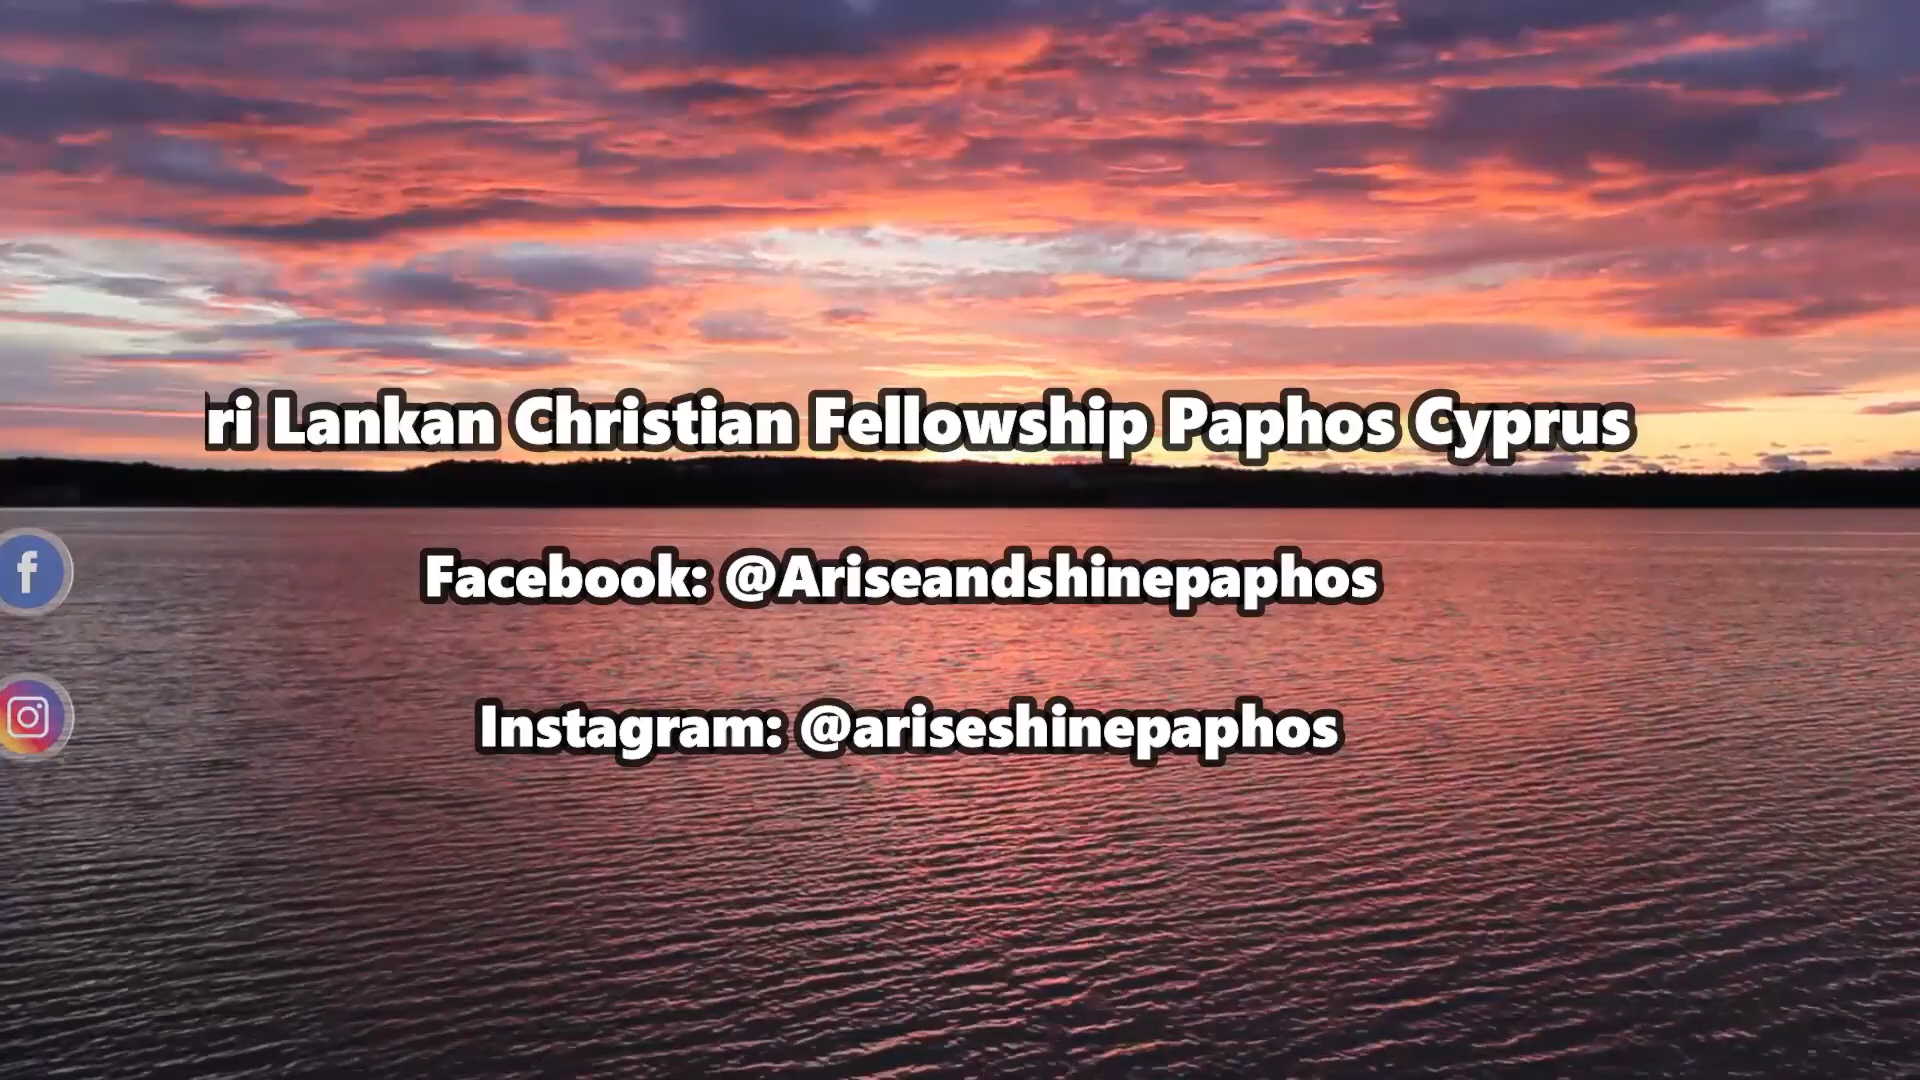 ri Lankan Christian Fellowship Paphos Cyprus
Facebook: @Ariseandshinepaphos
Instagram: @ariseshinepaphos